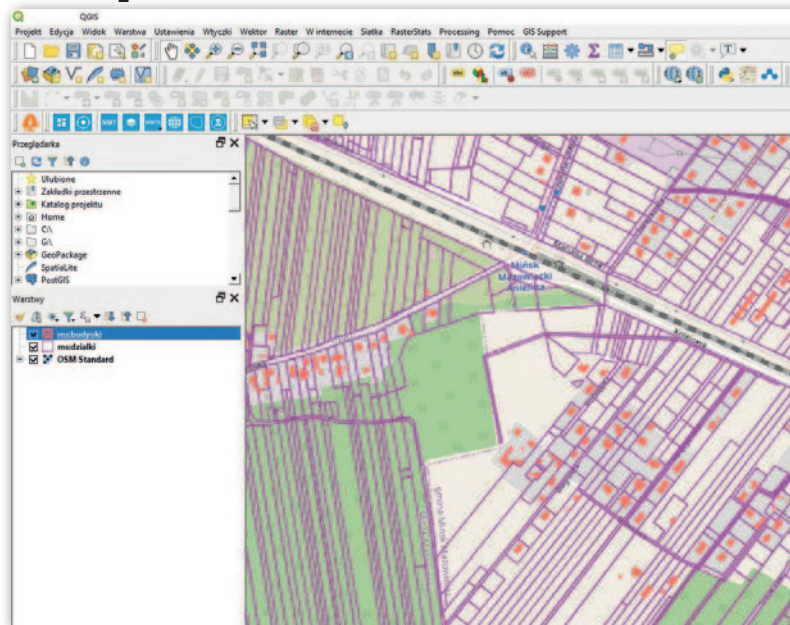 QGIS
Projekt Edycja Widok Warstwa Ustawienia Wtyczki Wektor Raster W internecie Siatka RasterStats Processing Pomoc GIS Support
Przeglądarka
Ulubione
Zakładki przestrzenne
Katalog projektu
Home
C:\
G:\
GeoPackage
SpatiaLite
PostGIS
Warstwy
ms:budynki
ms:dzialki
OSM Standard
Mińsk
Mazowiecki
Anielina